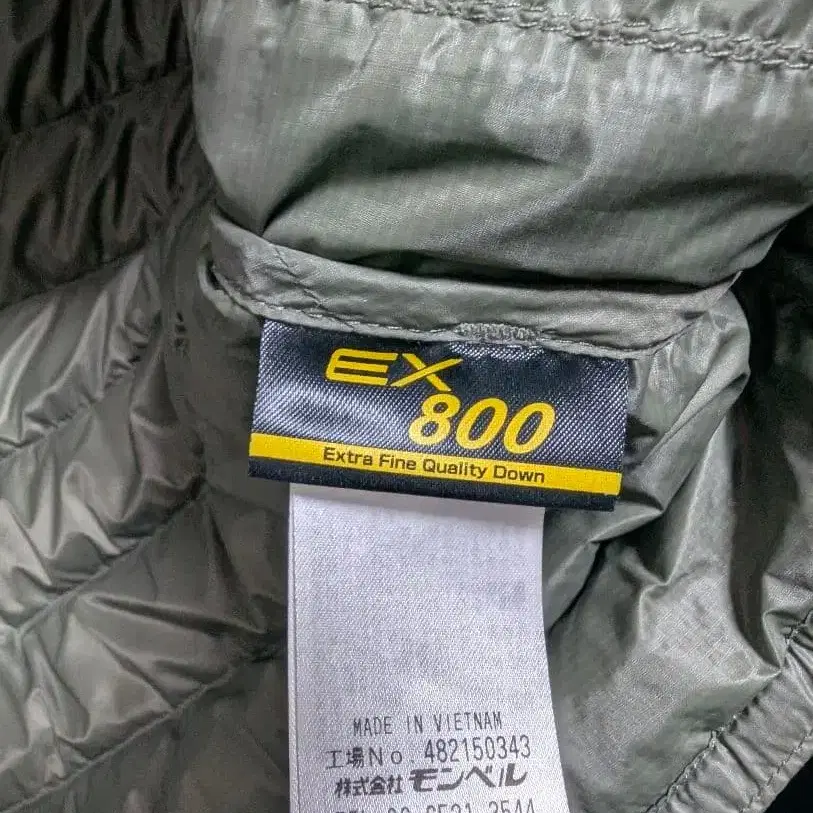 EX
800
Extra Fine Quality Down
MADE IN VIETNAM
工場No. 482150343
株式会社 モンベル